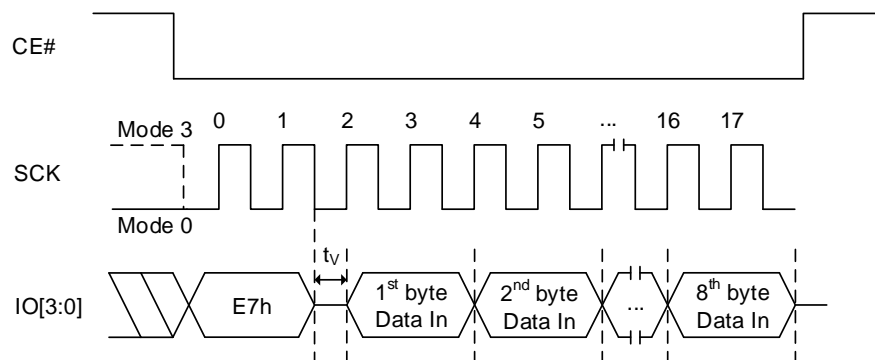 CE#
Mode 3
0 1 2 3 4 5 ... 16 17
SCK
Mode 0
tV
IO[3:0]
E7h
1st byte
Data In
2nd byte
Data In
...
8th byte
Data In